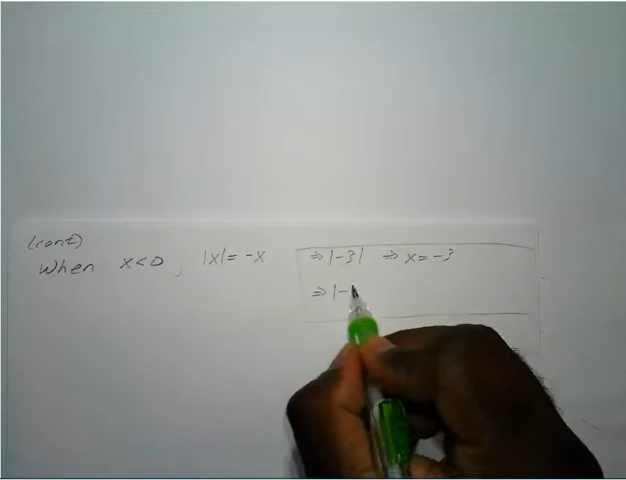 (cont)
When x<0, |x| = -x ⇒ |-3| ⇒ x = -3
⇒ |-